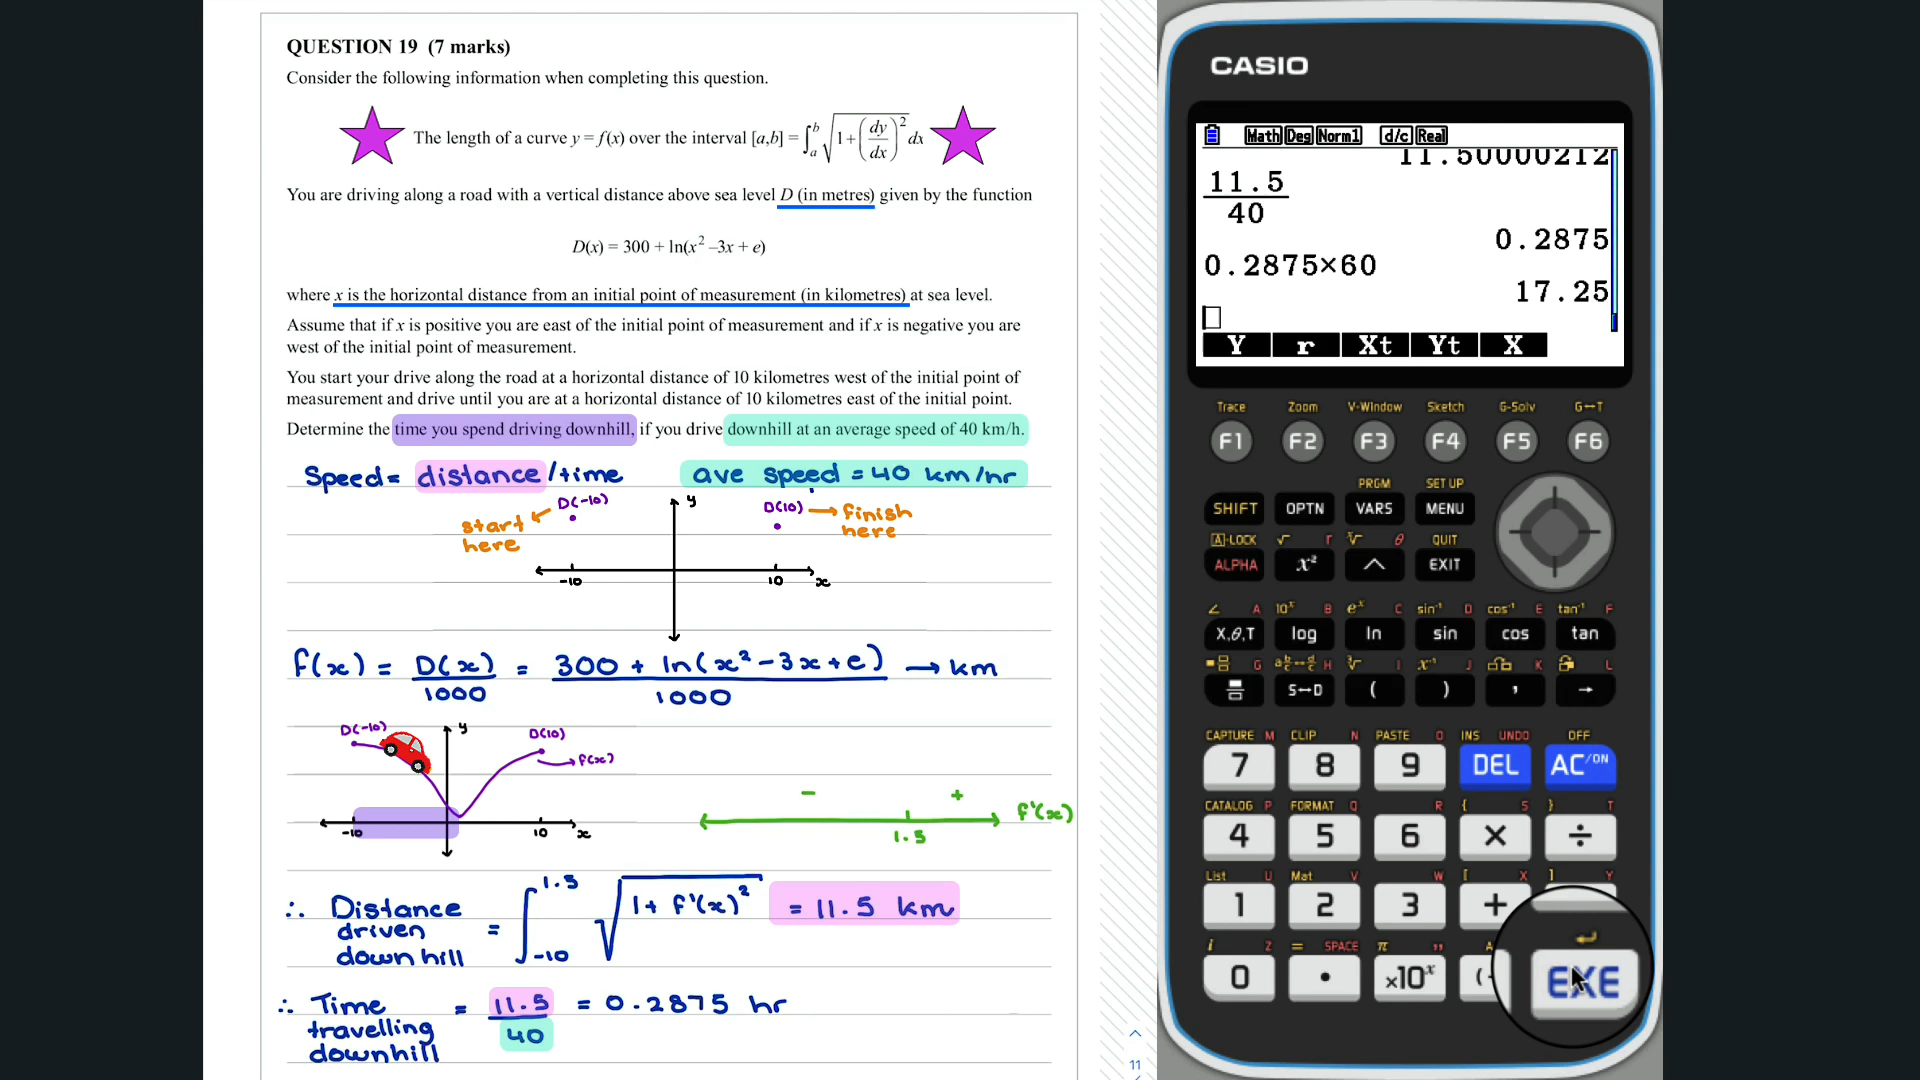 QUESTION 19 (7 marks)
Consider the following information when completing this question.
The length of a curve y = f(x) over the interval [a,b] = ∫_a^b √(1+(dy/dx)^2) dx
You are driving along a road with a vertical distance above sea level D (in metres) given by the function
D(x) = 300 + ln(x² –3x + e)
where x is the horizontal distance from an initial point of measurement (in kilometres) at sea level.
Assume that if x is positive you are east of the initial point of measurement and if x is negative you are
west of the initial point of measurement.
You start your drive along the road at a horizontal distance of 10 kilometres west of the initial point of
measurement and drive until you are at a horizontal distance of 10 kilometres east of the initial point.
Determine the time you spend driving downhill, if you drive downhill at an average speed of 40 km/h.
Speed = distance/time ave speed = 40 km/hr
D(-10) y D(10) → finish here
start here
-10 10 x
f(x) = D(x)/1000 = (300 + ln(x² - 3x + e))/1000 → km
D(-10) y D(10)
→ f(x)
-10 10 x
- +
1.5 f'(x)
∴ Distance driven down hill = ∫_-10^1.5 √(1 + f'(x)²) = 11.5 km
∴ Time travelling downhill = 11.5/40 = 0.2875 hr
11
CASIO
Math Deg Norm1 d/c Real
11.50000212
11.5
40
0.2875
0.2875×60
17.25
Y r Xt Yt X
Trace Zoom V-Window Sketch G-Solv G↔T
F1 F2 F3 F4 F5 F6
PRGM SET UP
SHIFT OPTN VARS MENU
A-LOCK √ r ˣ√ θ QUIT
ALPHA x² ^ EXIT
∠ A 10ˣ B eˣ C sin⁻¹ D cos⁻¹ E tan⁻¹ F
X,θ,T log ln sin cos tan
G H ³√ I x⁻¹ J K L
S↔D ( ) , →
CAPTURE M CLIP N PASTE O INS UNDO OFF
7 8 9 DEL AC/ON
CATALOG P FORMAT Q R { S } T
4 5 6 × ÷
List U Mat V W [ X ] Y
1 2 3 +
i Z = SPACE π " A
0 • ×10ˣ (- EXE